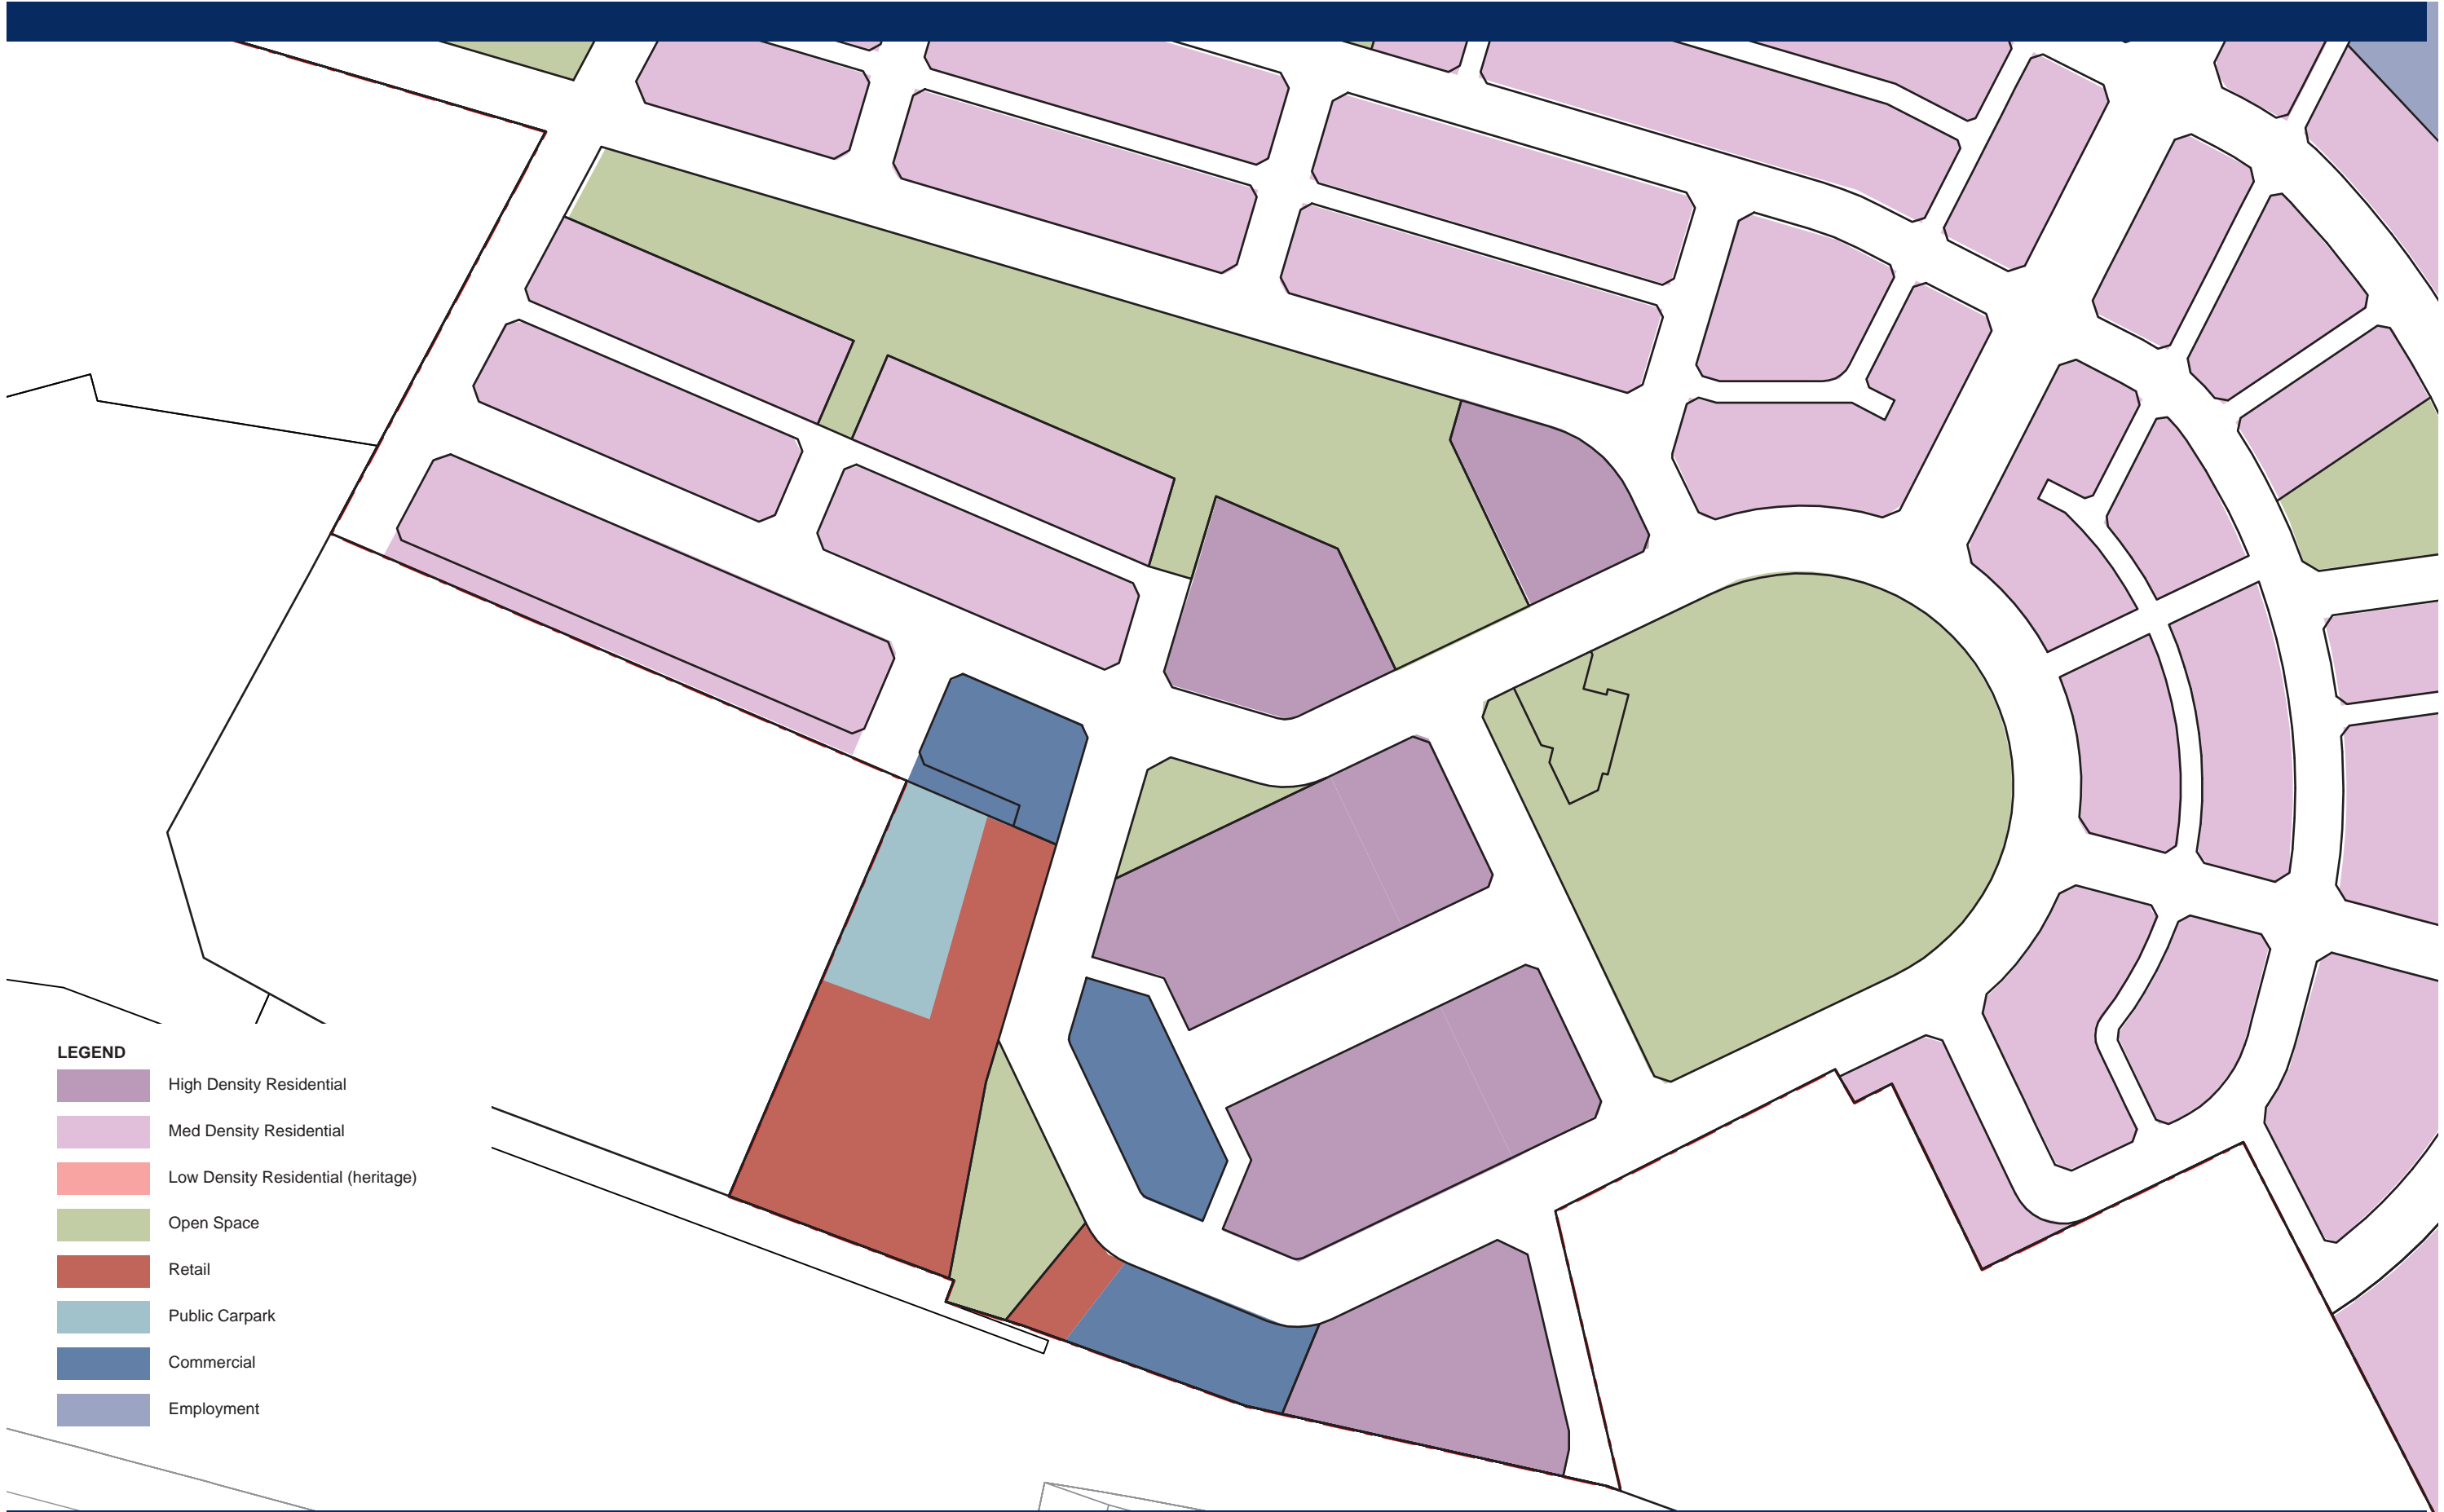 LEGEND
High Density Residential
Med Density Residential
Low Density Residential (heritage)
Open Space
Retail
Public Carpark
Commercial
Employment